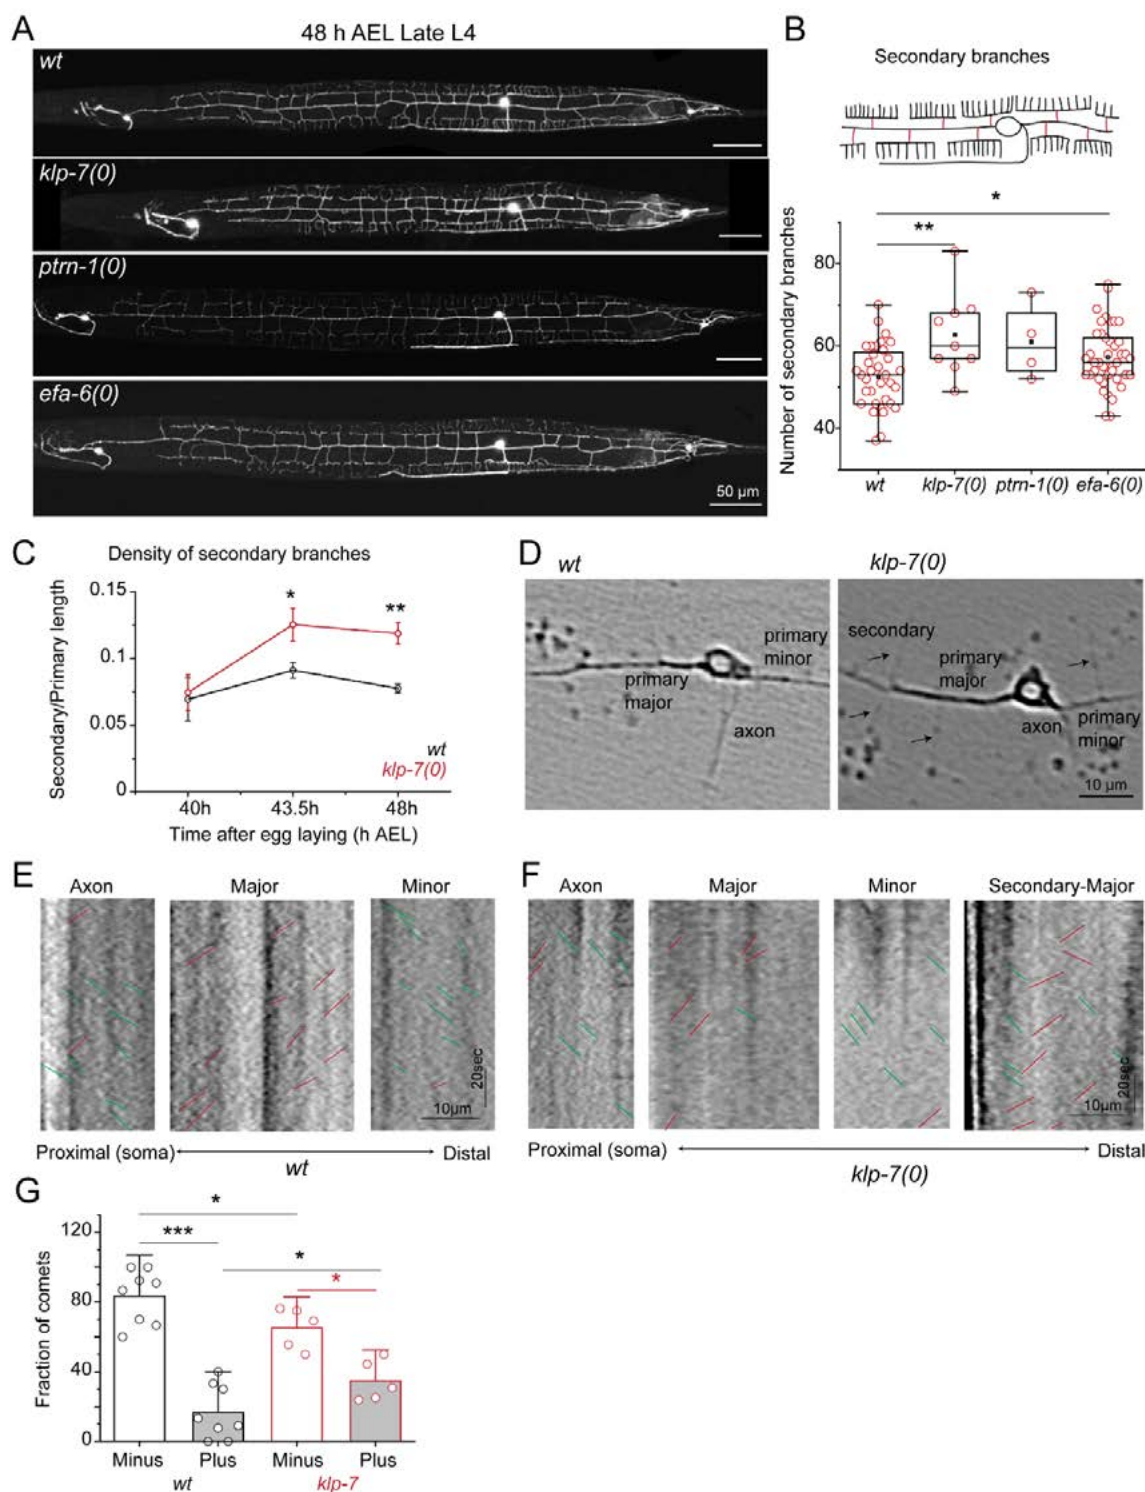 A
48 h AEL Late L4
wt
klp-7(0)
ptrn-1(0)
efa-6(0)
50 µm
B
Secondary branches
*
**
Number of secondary branches
80
60
40
wt klp-7(0) ptrn-1(0) efa-6(0)
C
Density of secondary branches
Secondary/Primary length
0.15
0.1
0.05
0
*
**
wt
klp-7(0)
40h 43.5h 48h
Time after egg laying (h AEL)
D
wt
klp-7(0)
primary
minor
primary
major
axon
secondary
primary
major
axon
primary
minor
10 µm
E
Axon Major Minor
20sec
10µm
Proximal (soma) Distal
wt
F
Axon Major Minor Secondary-Major
20sec
10µm
Proximal (soma) Distal
klp-7(0)
G
Fraction of comets
120
80
40
0
*
***
*
*
Minus Plus Minus Plus
wt klp-7